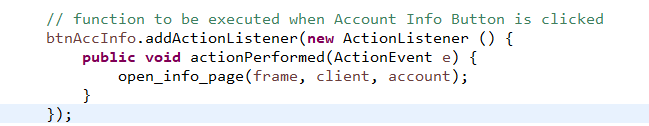 // function to be executed when Account Info Button is clicked
btnAccInfo.addActionListener(new ActionListener () {
    public void actionPerformed(ActionEvent e) {
        open_info_page(frame, client, account);
    }
});